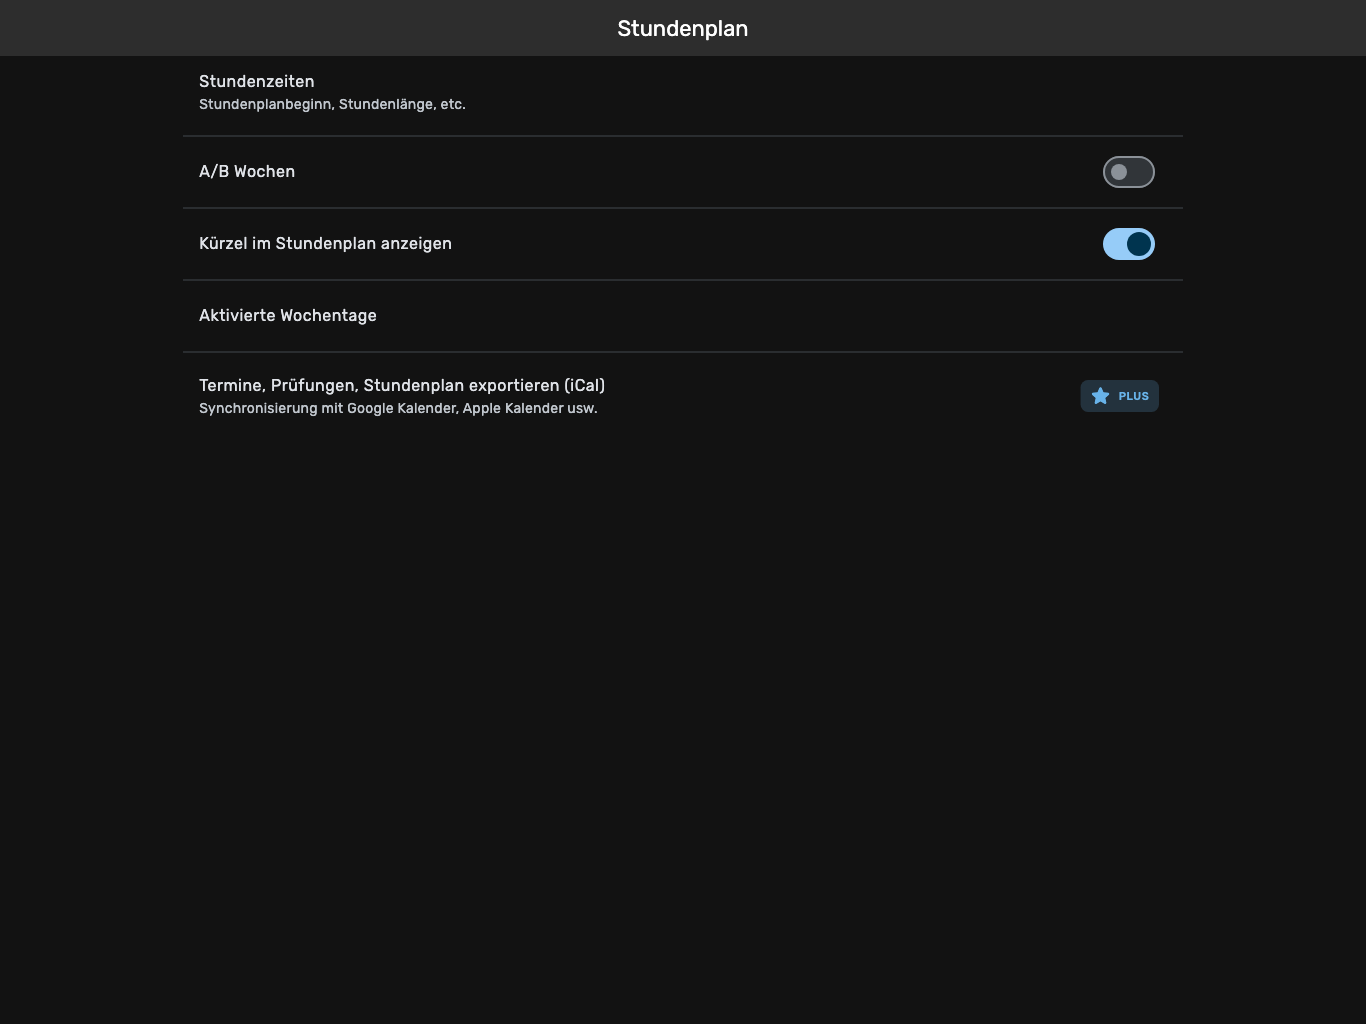 Stundenplan
Stundenzeiten
Stundenplanbeginn, Stundenlänge, etc.
A/B Wochen
Kürzel im Stundenplan anzeigen
Aktivierte Wochentage
Termine, Prüfungen, Stundenplan exportieren (iCal)
Synchronisierung mit Google Kalender, Apple Kalender usw.
PLUS